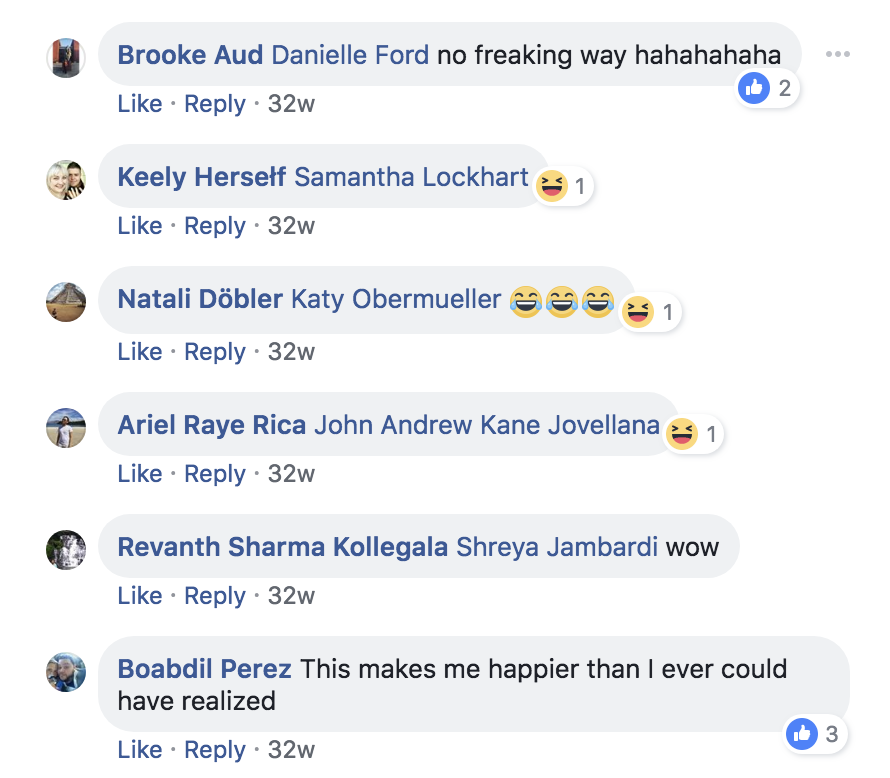 Brooke Aud Danielle Ford no freaking way hahahahaha
2
Like · Reply · 32w
Keely Hersełf Samantha Lockhart
1
Like · Reply · 32w
Natali Döbler Katy Obermueller 😂😂😂
1
Like · Reply · 32w
Ariel Raye Rica John Andrew Kane Jovellana
1
Like · Reply · 32w
Revanth Sharma Kollegala Shreya Jambardi wow
Like · Reply · 32w
Boabdil Perez This makes me happier than I ever could
have realized
3
Like · Reply · 32w